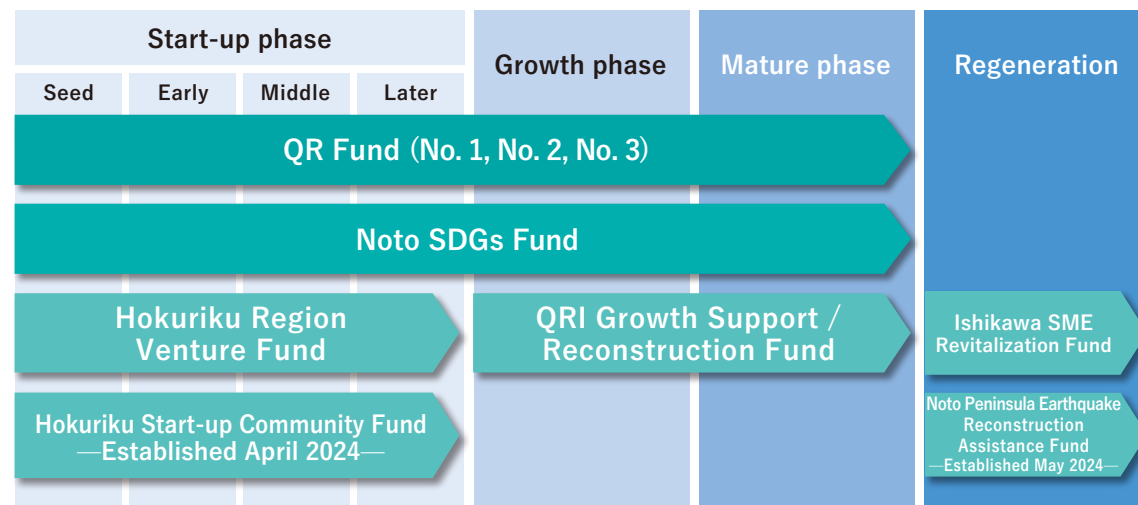 Start-up phase
Growth phase
Mature phase
Regeneration
Seed
Early
Middle
Later
QR Fund (No. 1, No. 2, No. 3)
Noto SDGs Fund
Hokuriku Region
Venture Fund
QRI Growth Support /
Reconstruction Fund
Ishikawa SME
Revitalization Fund
Hokuriku Start-up Community Fund
—Established April 2024—
Noto Peninsula Earthquake
Reconstruction
Assistance Fund
—Established May 2024—